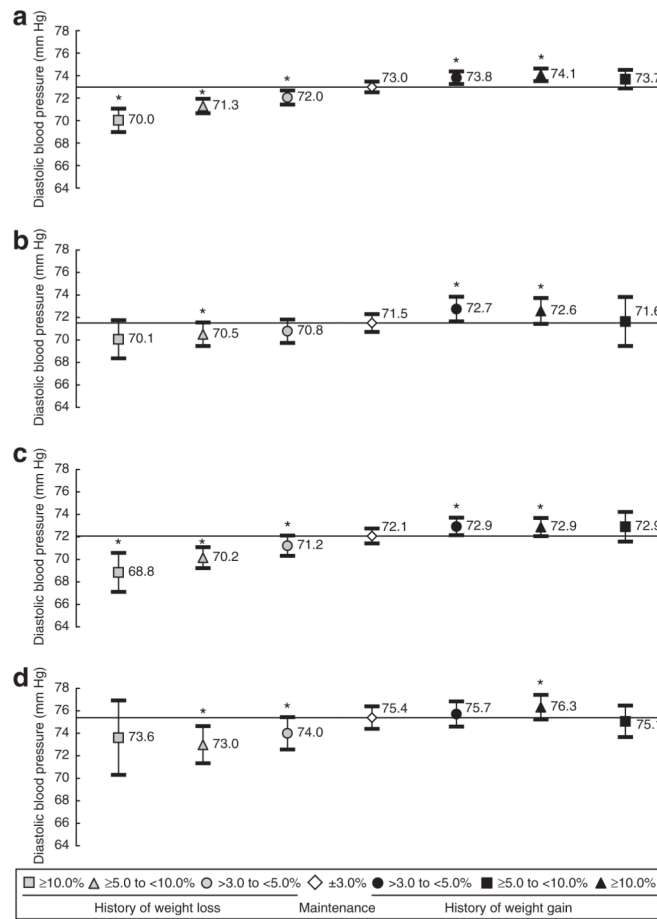 a
Diastolic blood pressure (mm Hg)
78
76
74
72
70
68
66
64
* * * * *
70.0 71.3 72.0 73.0 73.8 74.1 73.7
b
Diastolic blood pressure (mm Hg)
78
76
74
72
70
68
66
64
* * *
70.1 70.5 70.8 71.5 72.7 72.6 71.6
c
Diastolic blood pressure (mm Hg)
78
76
74
72
70
68
66
64
* * * * *
68.8 70.2 71.2 72.1 72.9 72.9 72.9
d
Diastolic blood pressure (mm Hg)
78
76
74
72
70
68
66
64
* * *
73.6 73.0 74.0 75.4 75.7 76.3
≥10.0% ≥5.0 to <10.0% >3.0 to <5.0% ±3.0% >3.0 to <5.0% ≥5.0 to <10.0% ≥10.0%
History of weight loss Maintenance History of weight gain